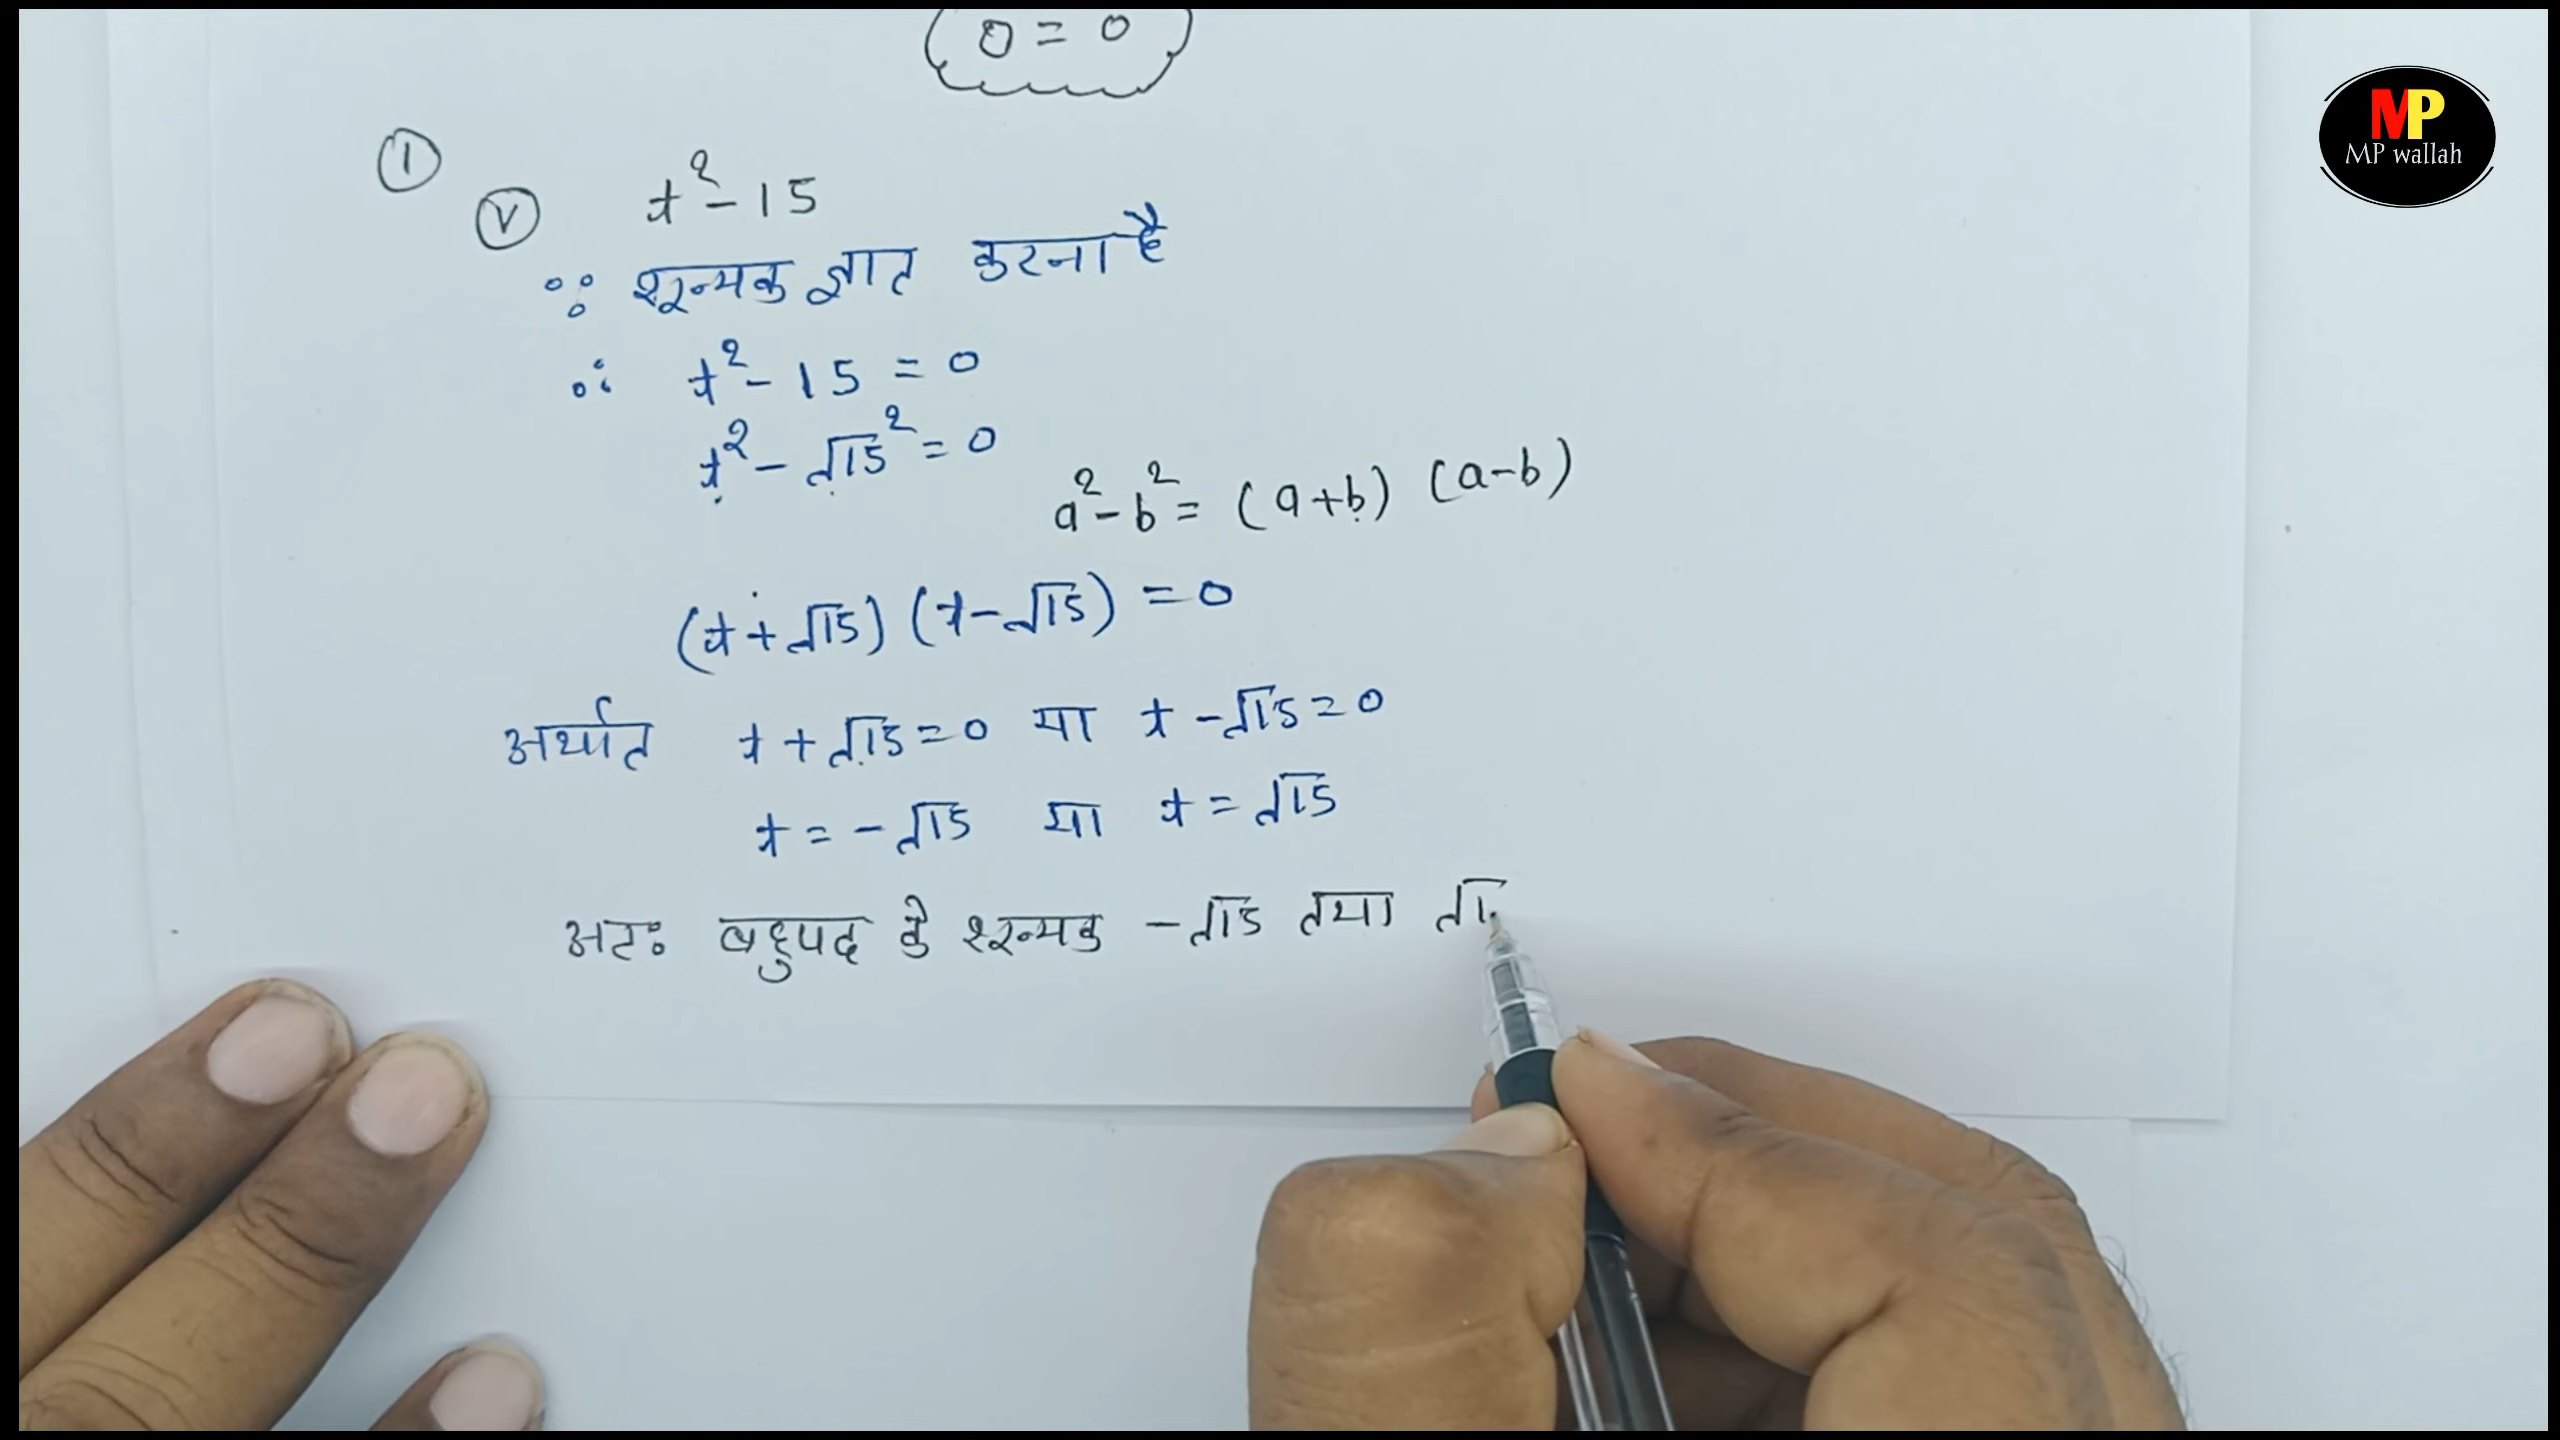 0 = 0
MP
MP wallah
① t² - 15
Ⓥ
∵ शून्यक ज्ञात करना है
∴ t² - 15 = 0
t² - √15² = 0
a² - b² = (a+b) (a-b)
(t + √15) (t - √15) = 0
अर्थात t + √15 = 0 या t - √15 = 0
t = - √15 या t = √15
अतः बहुपद के शून्यक - √15 तथा √1